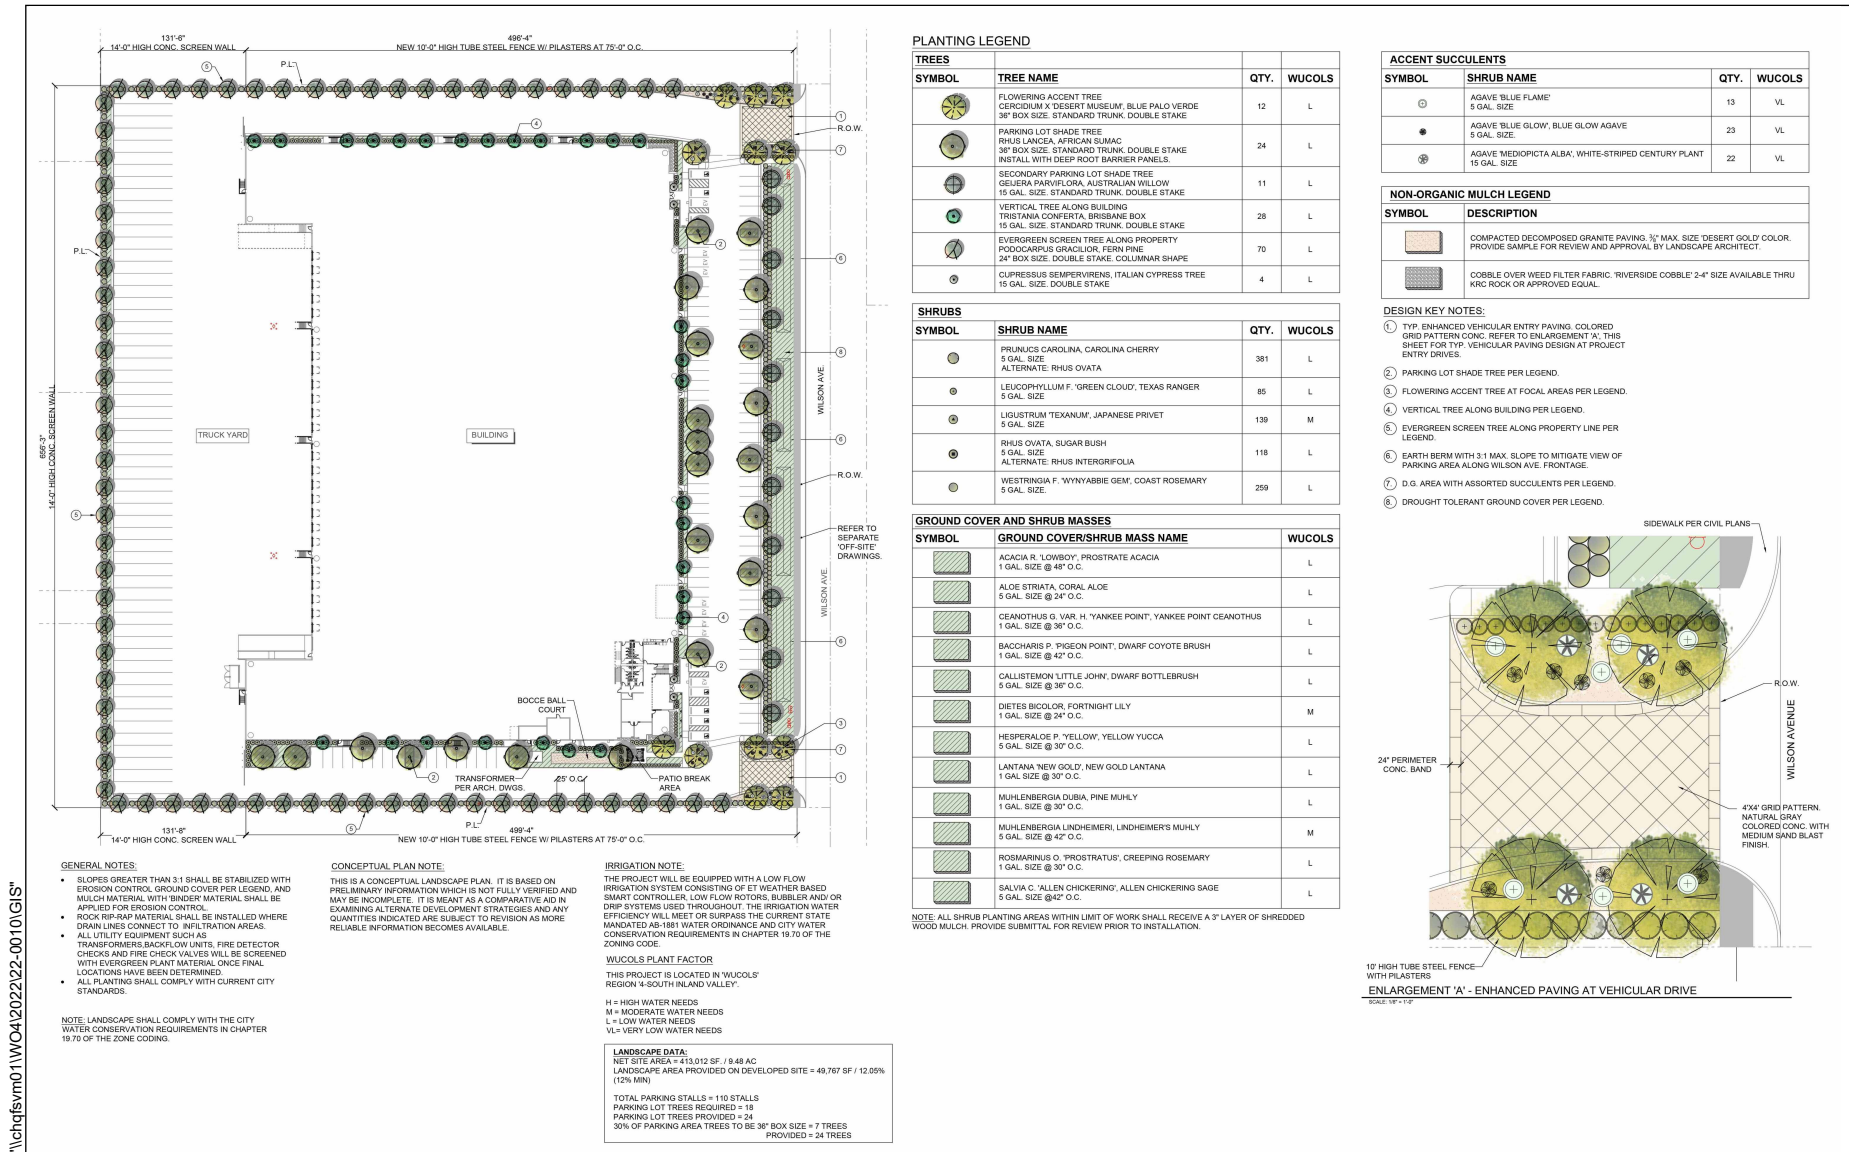 131'-6"
14'-0" HIGH CONC. SCREEN WALL
496'-4"
NEW 10'-0" HIGH TUBE STEEL FENCE W/ PILASTERS AT 75'-0" O.C.
5
P.L.
4
1
R.O.W.
7
2
P.L.
6
8
WILSON AVE.
6
TRUCK YARD
BUILDING
R.O.W.
656'-3"
14'-0" HIGH CONC. SCREEN WALL
5
REFER TO
SEPARATE
'OFF-SITE'
DRAWINGS.
WILSON AVE.
4
6
2
BOCCE BALL
COURT
3
7
2
TRANSFORMER
PER ARCH. DWGS.
25' O.C.
PATIO BREAK
AREA
1
5
P.L.
131'-8"
14'-0" HIGH CONC. SCREEN WALL
499'-4"
NEW 10'-0" HIGH TUBE STEEL FENCE W/ PILASTERS AT 75'-0" O.C.
GENERAL NOTES:
• SLOPES GREATER THAN 3:1 SHALL BE STABILIZED WITH
EROSION CONTROL GROUND COVER PER LEGEND, AND
MULCH MATERIAL WITH 'BINDER' MATERIAL SHALL BE
APPLIED FOR EROSION CONTROL.
• ROCK RIP-RAP MATERIAL SHALL BE INSTALLED WHERE
DRAIN LINES CONNECT TO INFILTRATION AREAS.
• ALL UTILITY EQUIPMENT SUCH AS
TRANSFORMERS,BACKFLOW UNITS, FIRE DETECTOR
CHECKS AND FIRE CHECK VALVES WILL BE SCREENED
WITH EVERGREEN PLANT MATERIAL ONCE FINAL
LOCATIONS HAVE BEEN DETERMINED.
• ALL PLANTING SHALL COMPLY WITH CURRENT CITY
STANDARDS.
NOTE: LANDSCAPE SHALL COMPLY WITH THE CITY
WATER CONSERVATION REQUIREMENTS IN CHAPTER
19.70 OF THE ZONE CODING.
CONCEPTUAL PLAN NOTE:
THIS IS A CONCEPTUAL LANDSCAPE PLAN. IT IS BASED ON
PRELIMINARY INFORMATION WHICH IS NOT FULLY VERIFIED AND
MAY BE INCOMPLETE. IT IS MEANT AS A COMPARATIVE AID IN
EXAMINING ALTERNATE DEVELOPMENT STRATEGIES AND ANY
QUANTITIES INDICATED ARE SUBJECT TO REVISION AS MORE
RELIABLE INFORMATION BECOMES AVAILABLE.
IRRIGATION NOTE:
THE PROJECT WILL BE EQUIPPED WITH A LOW FLOW
IRRIGATION SYSTEM CONSISTING OF ET WEATHER BASED
SMART CONTROLLER, LOW FLOW ROTORS, BUBBLER AND/ OR
DRIP SYSTEMS USED THROUGHOUT. THE IRRIGATION WATER
EFFICIENCY WILL MEET OR SURPASS THE CURRENT STATE
MANDATED AB-1881 WATER ORDINANCE AND CITY WATER
CONSERVATION REQUIREMENTS IN CHAPTER 19.70 OF THE
ZONING CODE.
WUCOLS PLANT FACTOR
THIS PROJECT IS LOCATED IN 'WUCOLS'
REGION '4-SOUTH INLAND VALLEY'.
H = HIGH WATER NEEDS
M = MODERATE WATER NEEDS
L = LOW WATER NEEDS
VL= VERY LOW WATER NEEDS
LANDSCAPE DATA:
NET SITE AREA = 413,012 SF. / 9.48 AC
LANDSCAPE AREA PROVIDED ON DEVELOPED SITE = 49,767 SF / 12.05%
(12% MIN)
TOTAL PARKING STALLS = 110 STALLS
PARKING LOT TREES REQUIRED = 18
PARKING LOT TREES PROVIDED = 24
30% OF PARKING AREA TREES TO BE 36" BOX SIZE = 7 TREES
PROVIDED = 24 TREES
"\\chqfsvm01\WO4\2022\22-0010\GIS"
PLANTING LEGEND
TREES
SYMBOL TREE NAME QTY. WUCOLS
FLOWERING ACCENT TREE
CERCIDIUM X 'DESERT MUSEUM', BLUE PALO VERDE 12 L
36" BOX SIZE. STANDARD TRUNK. DOUBLE STAKE
PARKING LOT SHADE TREE
RHUS LANCEA, AFRICAN SUMAC
36" BOX SIZE. STANDARD TRUNK. DOUBLE STAKE 24 L
INSTALL WITH DEEP ROOT BARRIER PANELS.
SECONDARY PARKING LOT SHADE TREE
GEIJERA PARVIFLORA, AUSTRALIAN WILLOW 11 L
15 GAL. SIZE. STANDARD TRUNK. DOUBLE STAKE
VERTICAL TREE ALONG BUILDING
TRISTANIA CONFERTA, BRISBANE BOX 28 L
15 GAL. SIZE. STANDARD TRUNK. DOUBLE STAKE
EVERGREEN SCREEN TREE ALONG PROPERTY
PODOCARPUS GRACILIOR, FERN PINE 70 L
24" BOX SIZE. DOUBLE STAKE. COLUMNAR SHAPE
CUPRESSUS SEMPERVIRENS, ITALIAN CYPRESS TREE 4 L
15 GAL. SIZE. DOUBLE STAKE
SHRUBS
SYMBOL SHRUB NAME QTY. WUCOLS
PRUNUCS CAROLINA, CAROLINA CHERRY
5 GAL. SIZE 381 L
ALTERNATE: RHUS OVATA
LEUCOPHYLLUM F. 'GREEN CLOUD', TEXAS RANGER 85 L
5 GAL. SIZE
LIGUSTRUM 'TEXANUM', JAPANESE PRIVET 139 M
5 GAL. SIZE
RHUS OVATA, SUGAR BUSH
5 GAL. SIZE 118 L
ALTERNATE: RHUS INTERGRIFOLIA
WESTRINGIA F. 'WYNYABBIE GEM', COAST ROSEMARY 259 L
5 GAL. SIZE.
GROUND COVER AND SHRUB MASSES
SYMBOL GROUND COVER/SHRUB MASS NAME WUCOLS
ACACIA R. 'LOWBOY', PROSTRATE ACACIA L
1 GAL. SIZE @ 48" O.C.
ALOE STRIATA, CORAL ALOE L
5 GAL. SIZE @ 24" O.C.
CEANOTHUS G. VAR. H. 'YANKEE POINT', YANKEE POINT CEANOTHUS L
1 GAL. SIZE @ 36" O.C.
BACCHARIS P. 'PIGEON POINT', DWARF COYOTE BRUSH L
1 GAL. SIZE @ 42" O.C.
CALLISTEMON 'LITTLE JOHN', DWARF BOTTLEBRUSH L
5 GAL. SIZE @ 36" O.C.
DIETES BICOLOR, FORTNIGHT LILY M
1 GAL. SIZE @ 24" O.C.
HESPERALOE P. 'YELLOW', YELLOW YUCCA L
5 GAL. SIZE @ 30" O.C.
LANTANA 'NEW GOLD', NEW GOLD LANTANA L
1 GAL SIZE @ 30" O.C.
MUHLENBERGIA DUBIA, PINE MUHLY L
1 GAL. SIZE @ 30" O.C.
MUHLENBERGIA LINDHEIMERI, LINDHEIMER'S MUHLY M
5 GAL. SIZE @ 42" O.C.
ROSMARINUS O. 'PROSTRATUS', CREEPING ROSEMARY L
1 GAL. SIZE @ 30" O.C.
SALVIA C. 'ALLEN CHICKERING', ALLEN CHICKERING SAGE L
5 GAL. SIZE @42" O.C.
NOTE: ALL SHRUB PLANTING AREAS WITHIN LIMIT OF WORK SHALL RECEIVE A 3" LAYER OF SHREDDED
WOOD MULCH. PROVIDE SUBMITTAL FOR REVIEW PRIOR TO INSTALLATION.
ACCENT SUCCULENTS
SYMBOL SHRUB NAME QTY. WUCOLS
AGAVE 'BLUE FLAME' 13 VL
5 GAL. SIZE
AGAVE 'BLUE GLOW', BLUE GLOW AGAVE 23 VL
5 GAL. SIZE.
AGAVE 'MEDIOPICTA ALBA', WHITE-STRIPED CENTURY PLANT 22 VL
15 GAL. SIZE
NON-ORGANIC MULCH LEGEND
SYMBOL DESCRIPTION
COMPACTED DECOMPOSED GRANITE PAVING. ⅜" MAX. SIZE 'DESERT GOLD' COLOR.
PROVIDE SAMPLE FOR REVIEW AND APPROVAL BY LANDSCAPE ARCHITECT.
COBBLE OVER WEED FILTER FABRIC. 'RIVERSIDE COBBLE' 2-4" SIZE AVAILABLE THRU
KRC ROCK OR APPROVED EQUAL.
DESIGN KEY NOTES:
1. TYP. ENHANCED VEHICULAR ENTRY PAVING. COLORED
GRID PATTERN CONC. REFER TO ENLARGEMENT 'A', THIS
SHEET FOR TYP. VEHICULAR PAVING DESIGN AT PROJECT
ENTRY DRIVES.
2. PARKING LOT SHADE TREE PER LEGEND.
3. FLOWERING ACCENT TREE AT FOCAL AREAS PER LEGEND.
4. VERTICAL TREE ALONG BUILDING PER LEGEND.
5. EVERGREEN SCREEN TREE ALONG PROPERTY LINE PER
LEGEND.
6. EARTH BERM WITH 3:1 MAX. SLOPE TO MITIGATE VIEW OF
PARKING AREA ALONG WILSON AVE. FRONTAGE.
7. D.G. AREA WITH ASSORTED SUCCULENTS PER LEGEND.
8. DROUGHT TOLERANT GROUND COVER PER LEGEND.
SIDEWALK PER CIVIL PLANS
R.O.W.
WILSON AVENUE
24" PERIMETER
CONC. BAND
4'X4' GRID PATTERN.
NATURAL GRAY
COLORED CONC. WITH
MEDIUM SAND BLAST
FINISH.
10' HIGH TUBE STEEL FENCE
WITH PILASTERS
ENLARGEMENT 'A' - ENHANCED PAVING AT VEHICULAR DRIVE
SCALE: 1/8" = 1'-0"